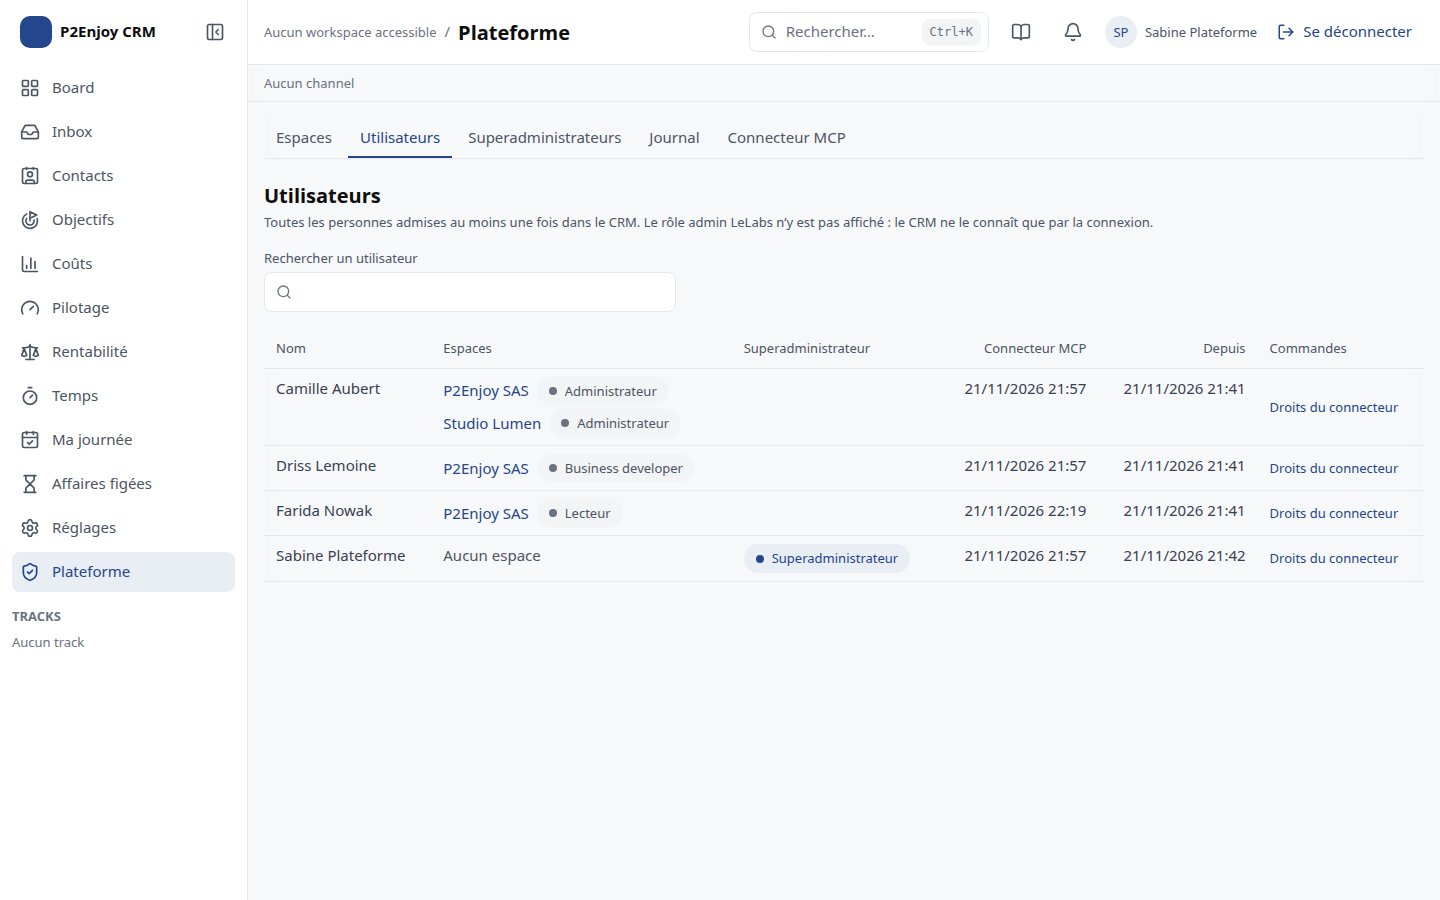 P2Enjoy CRM
Board
Inbox
Contacts
Objectifs
Coûts
Pilotage
Rentabilité
Temps
Ma journée
Affaires figées
Réglages
Plateforme
TRACKS
Aucun track
Aucun workspace accessible / Plateforme
Rechercher... Ctrl+K
SP Sabine Plateforme
Se déconnecter
Aucun channel
Espaces Utilisateurs Superadministrateurs Journal Connecteur MCP
Utilisateurs
Toutes les personnes admises au moins une fois dans le CRM. Le rôle admin LeLabs n’y est pas affiché : le CRM ne le connaît que par la connexion.
Rechercher un utilisateur
Nom Espaces Superadministrateur Connecteur MCP Depuis Commandes
Camille Aubert P2Enjoy SAS Administrateur 21/11/2026 21:57 21/11/2026 21:41 Droits du connecteur
Studio Lumen Administrateur
Driss Lemoine P2Enjoy SAS Business developer 21/11/2026 21:57 21/11/2026 21:41 Droits du connecteur
Farida Nowak P2Enjoy SAS Lecteur 21/11/2026 22:19 21/11/2026 21:41 Droits du connecteur
Sabine Plateforme Aucun espace Superadministrateur 21/11/2026 21:57 21/11/2026 21:42 Droits du connecteur